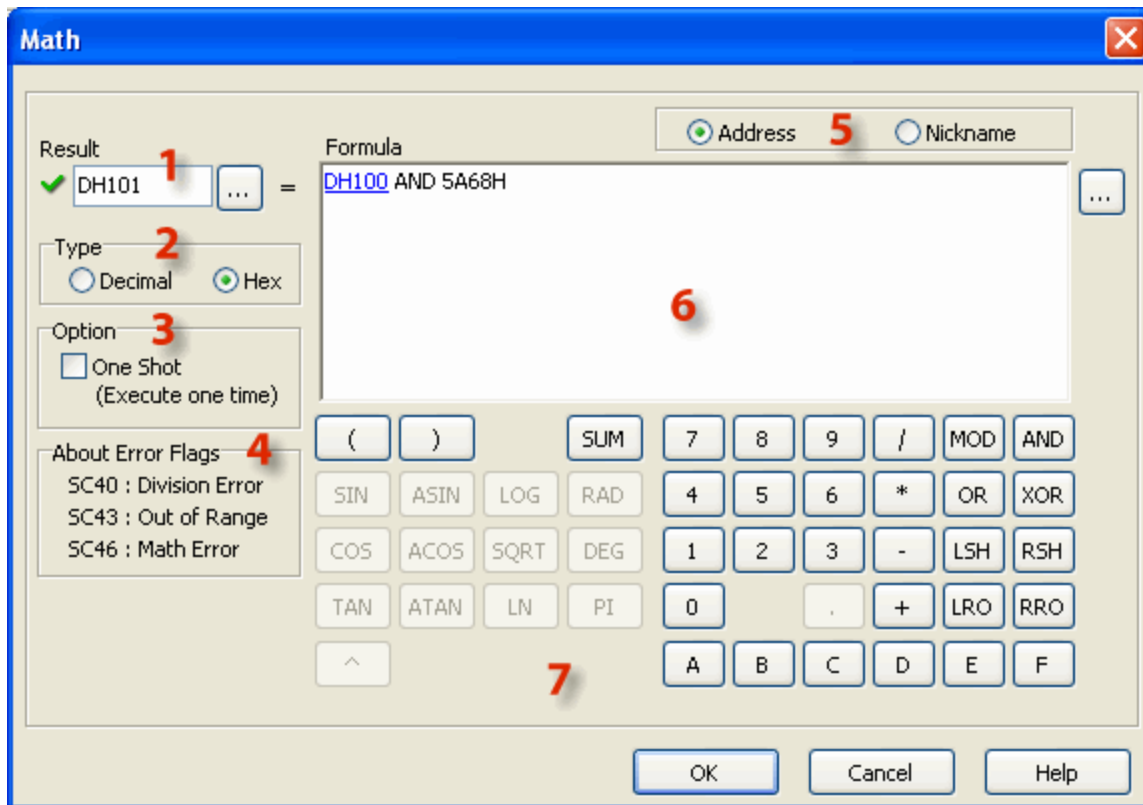 Math
Address 5 Nickname
Result
1
Formula
DH101 ... =
DH100 AND 5A68H
...
2
Type
Decimal Hex
6
3
Option
One Shot
(Execute one time)
4
About Error Flags
SC40 : Division Error
SC43 : Out of Range
SC46 : Math Error
( ) SUM 7 8 9 / MOD AND
SIN ASIN LOG RAD 4 5 6 * OR XOR
COS ACOS SQRT DEG 1 2 3 - LSH RSH
TAN ATAN LN PI 0 . + LRO RRO
^ 7 A B C D E F
OK Cancel Help